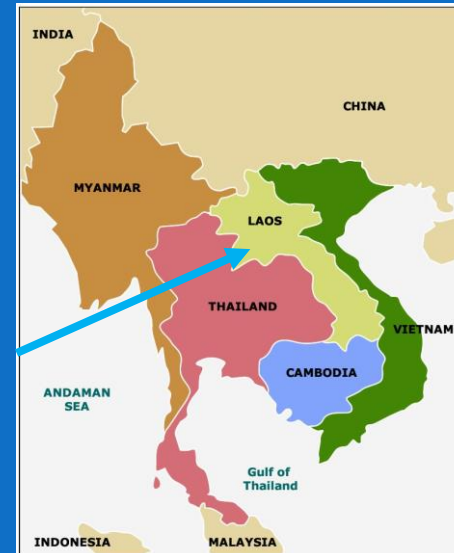 INDIA
CHINA
MYANMAR
LAOS
THAILAND
VIETNAM
CAMBODIA
ANDAMAN
SEA
Gulf of
Thailand
INDONESIA
MALAYSIA